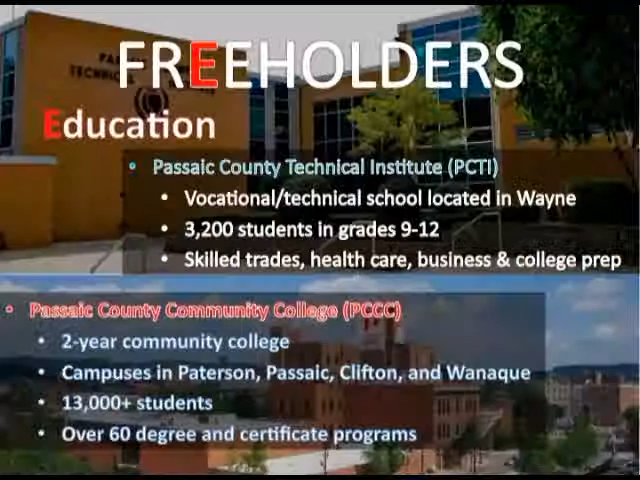 FREEHOLDERS
Education
• Passaic County Technical Institute (PCTI)
• Vocational/technical school located in Wayne
• 3,200 students in grades 9-12
• Skilled trades, health care, business & college prep
• Passaic County Community College (PCCC)
• 2-year community college
• Campuses in Paterson, Passaic, Clifton, and Wanaque
• 13,000+ students
• Over 60 degree and certificate programs